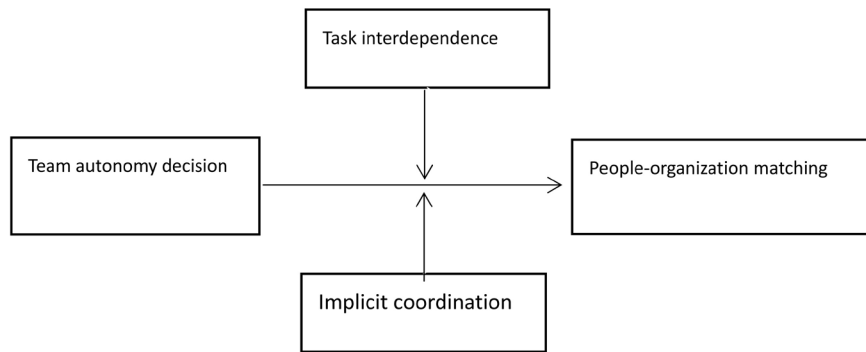 Task interdependence
Team autonomy decision
People-organization matching
Implicit coordination